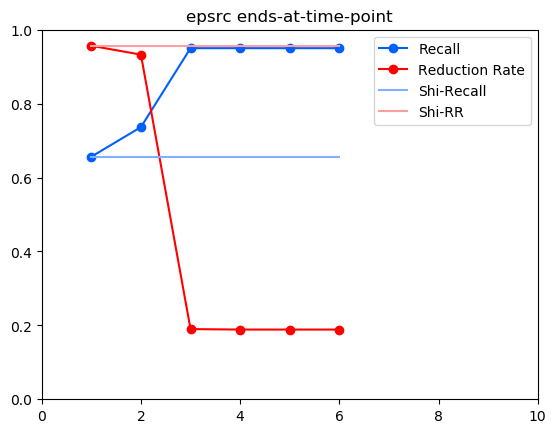 epsrc ends-at-time-point
1.0
0.8
0.6
0.4
0.2
0.0
0 2 4 6 8 10
Recall
Reduction Rate
Shi-Recall
Shi-RR